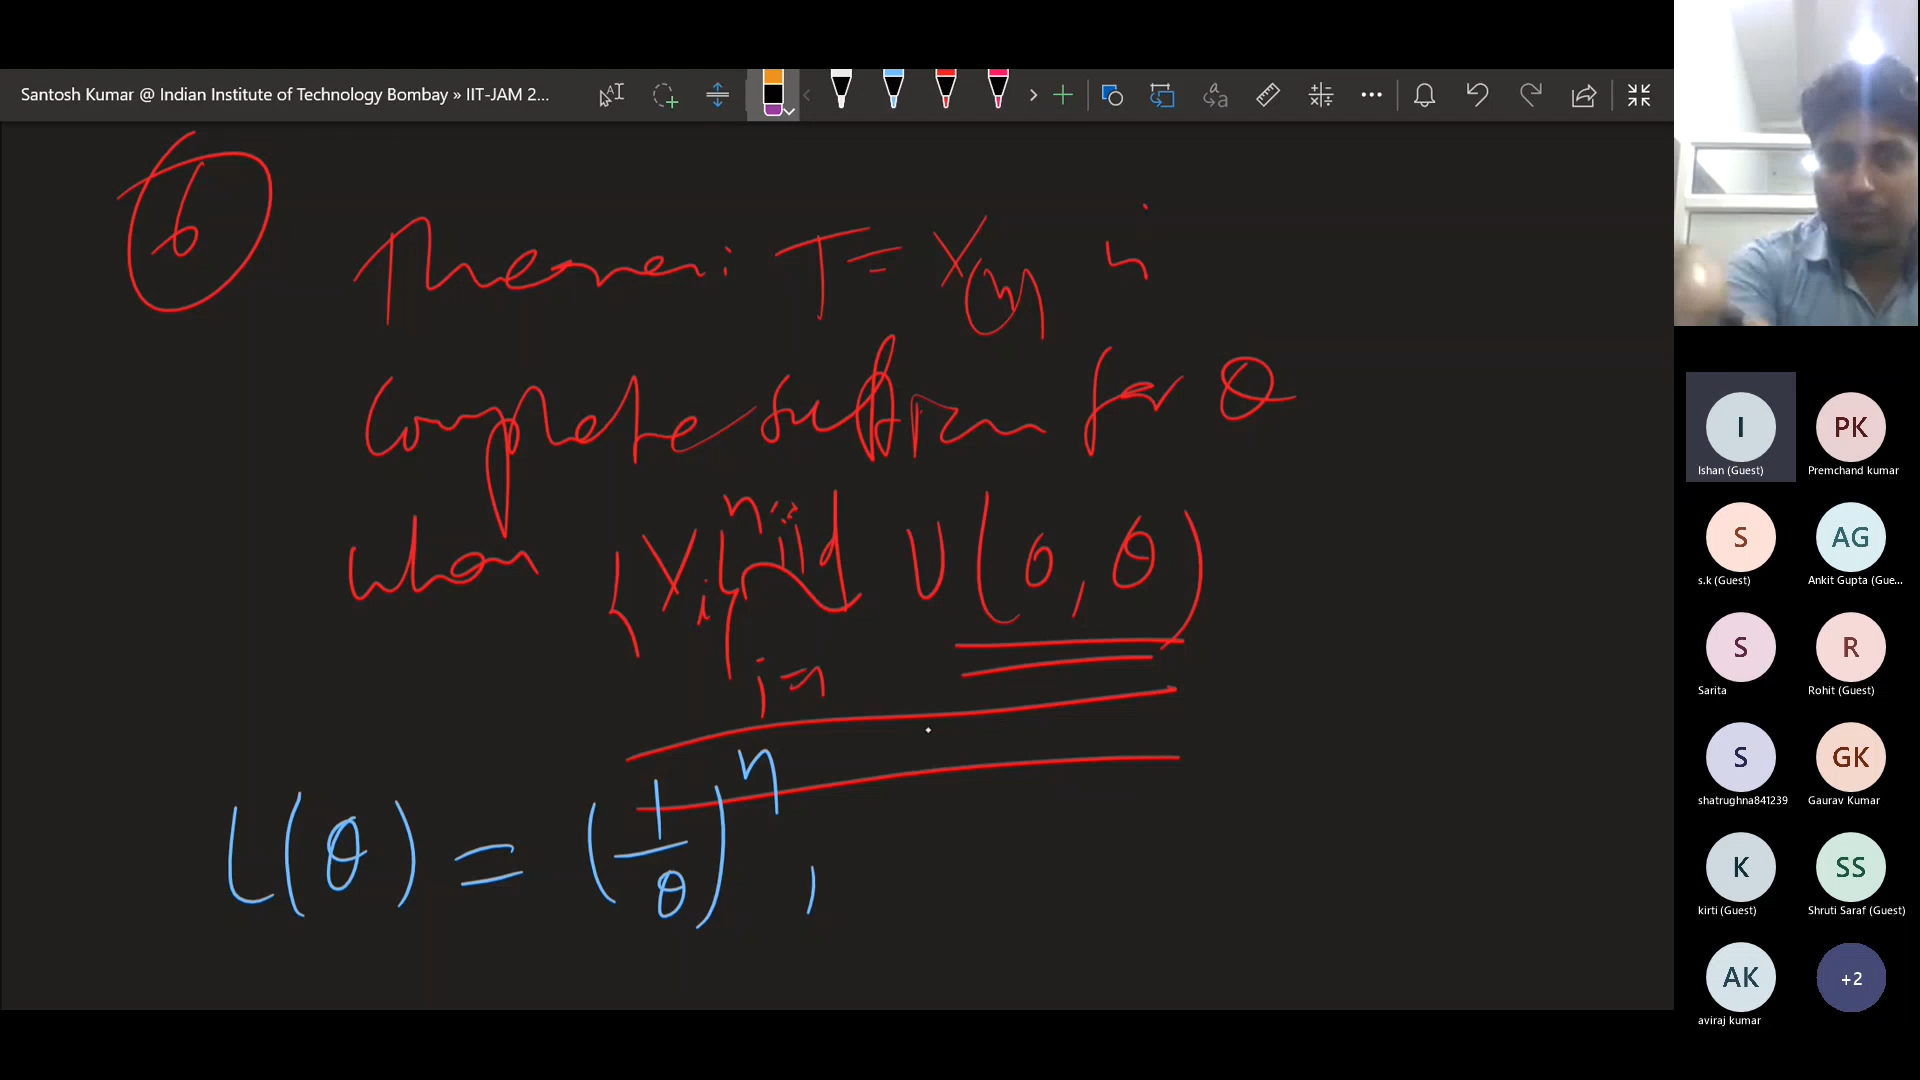 Santosh Kumar @ Indian Institute of Technology Bombay » IIT-JAM 2...
6
Theorem: T = X(n) is
Complete suffi for θ
when {Xi}ⁿ iid U(0, θ)
i=1
L(θ) = (1/θ)ⁿ ,
I
Ishan (Guest)
PK
Premchand kumar
S
s.k (Guest)
AG
Ankit Gupta (Gue...
S
Sarita
R
Rohit (Guest)
S
shatrughna841239
GK
Gaurav Kumar
K
kirti (Guest)
SS
Shruti Saraf (Guest)
AK
aviraj kumar
+2